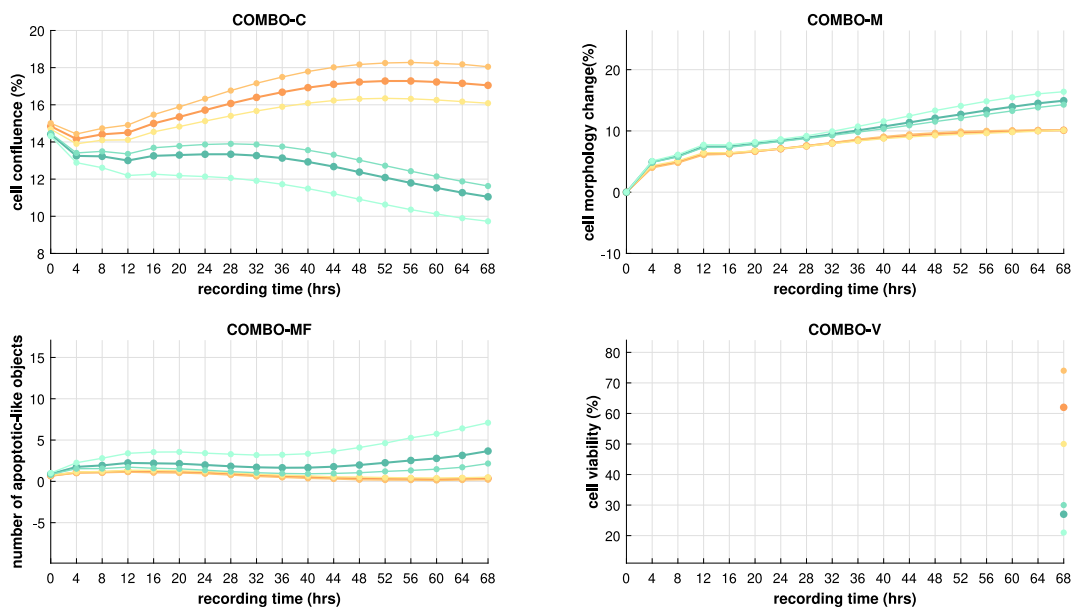 COMBO-C
20
18
16
14
12
10
8
cell confluence (%)
0 4 8 12 16 20 24 28 32 36 40 44 48 52 56 60 64 68
recording time (hrs)
COMBO-M
20
10
0
-10
cell morphology change(%)
0 4 8 12 16 20 24 28 32 36 40 44 48 52 56 60 64 68
recording time (hrs)
COMBO-MF
15
10
5
0
-5
number of apoptotic-like objects
0 4 8 12 16 20 24 28 32 36 40 44 48 52 56 60 64 68
recording time (hrs)
COMBO-V
80
70
60
50
40
30
20
cell viability (%)
0 4 8 12 16 20 24 28 32 36 40 44 48 52 56 60 64 68
recording time (hrs)